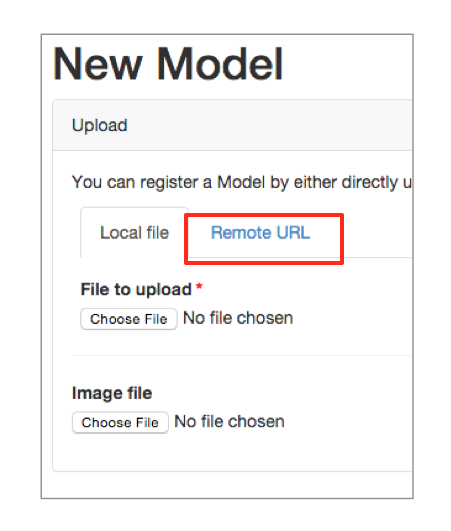 New Model
Upload
You can register a Model by either directly u
Local file Remote URL
File to upload *
Choose File No file chosen
Image file
Choose File No file chosen